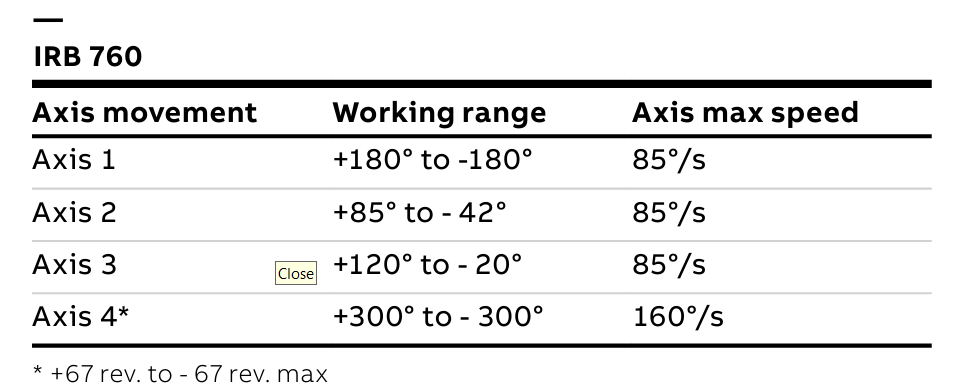 IRB 760
Axis movement Working range Axis max speed
Axis 1 +180° to -180° 85°/s
Axis 2 +85° to - 42° 85°/s
Axis 3 Close +120° to - 20° 85°/s
Axis 4* +300° to - 300° 160°/s
* +67 rev. to - 67 rev. max